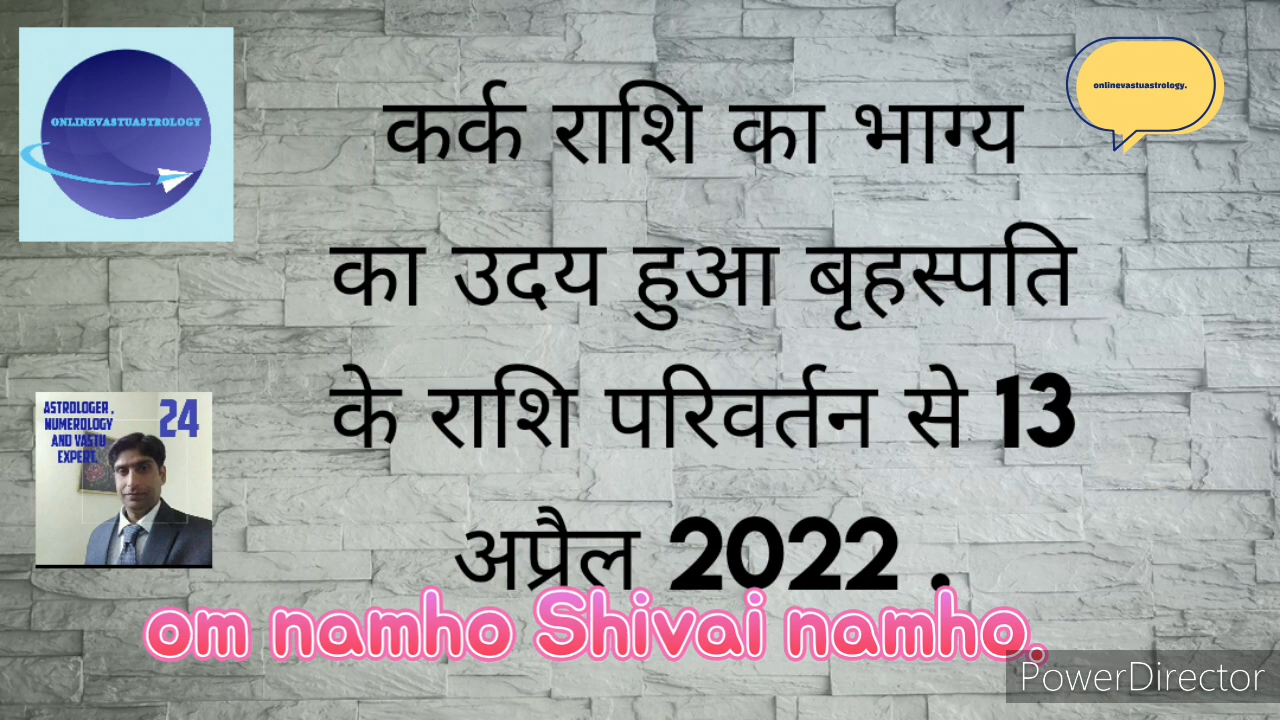 ONLINEVASTUASTROLOGY
onlinevastuastrology.
कर्क राशि का भाग्य
का उदय हुआ बृहस्पति
के राशि परिवर्तन से 13
अप्रैल 2022 .
ASTROLOGER , 24
NUMEROLOGY
AND VASTU
EXPERT.
om namho Shivai namho.
PowerDirector